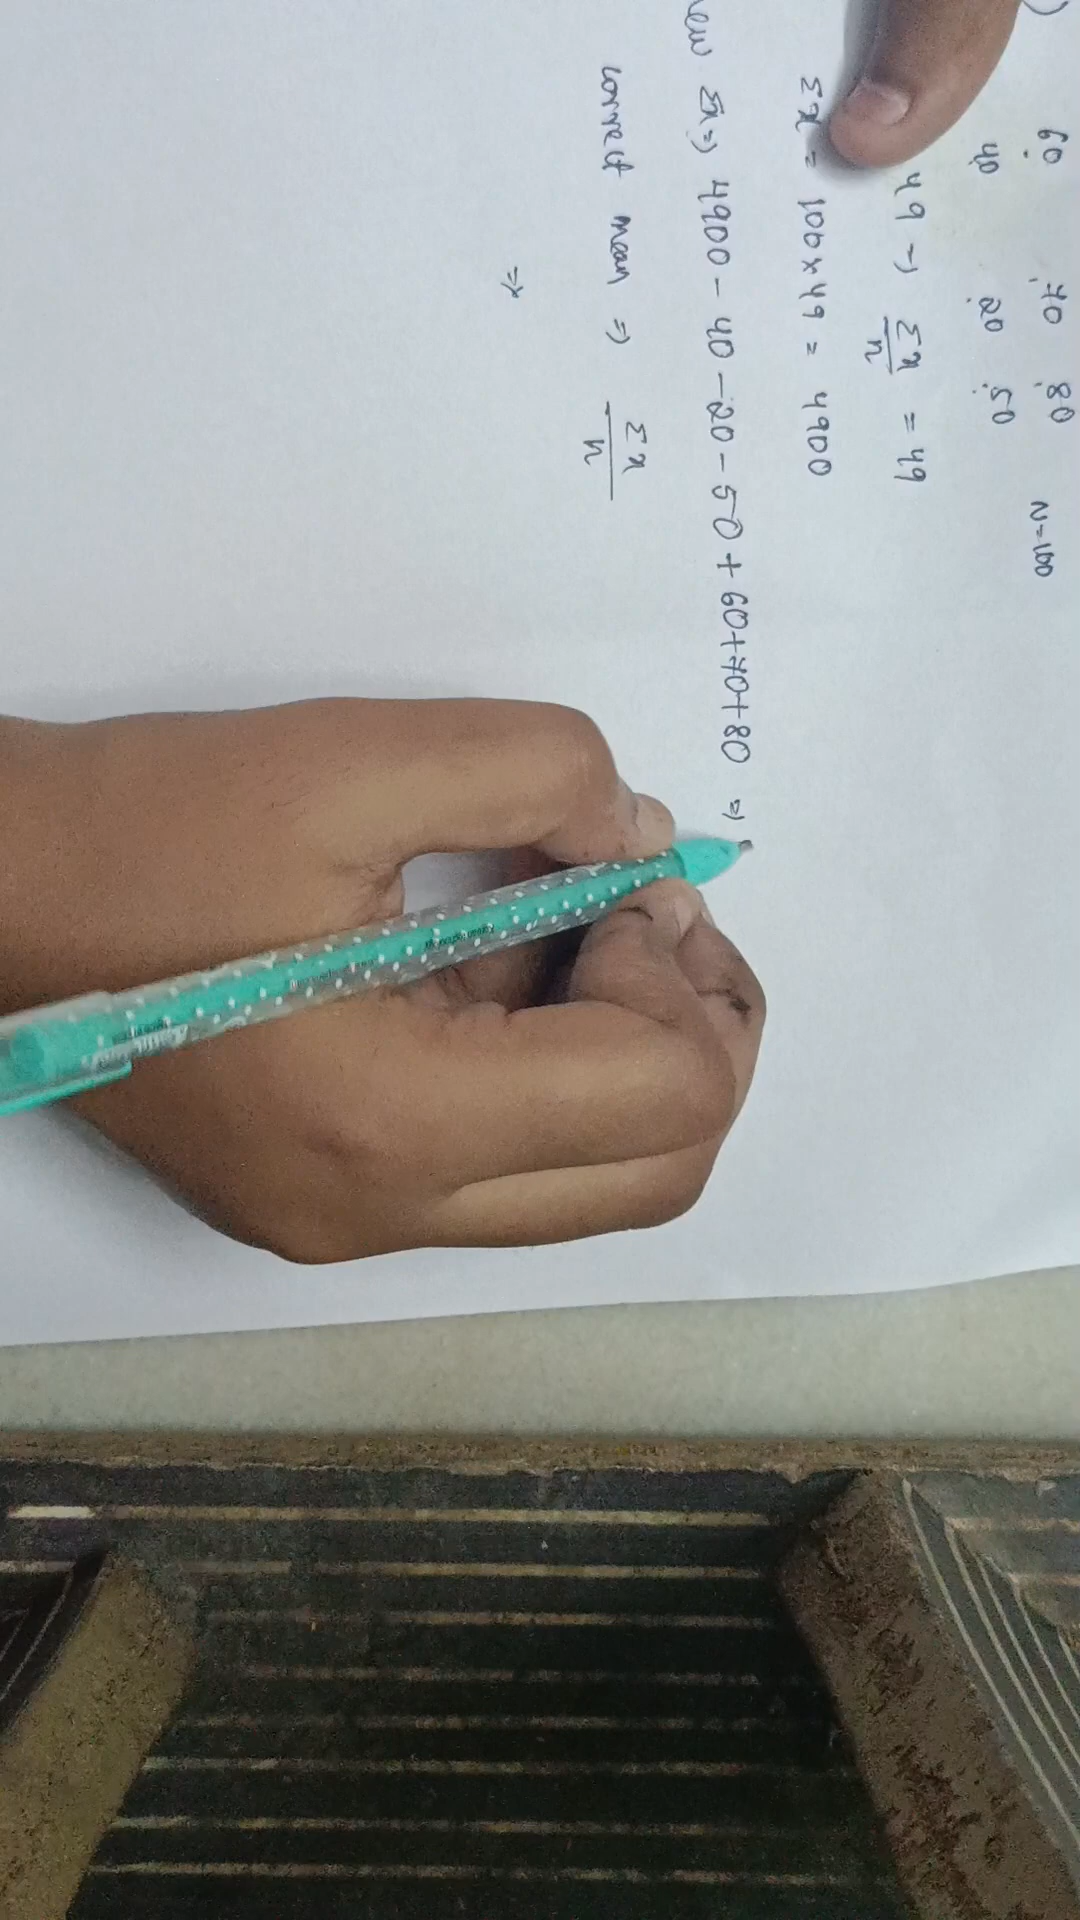 )
60 70 80 N=100
40 20 50
49 → Σx/n = 49
Σx = 100×49 = 4900
ew Σx ⇒ 4900 - 40 - 20 - 50 + 60+70+80 ⇒
correct mean ⇒ Σx/n
⇒